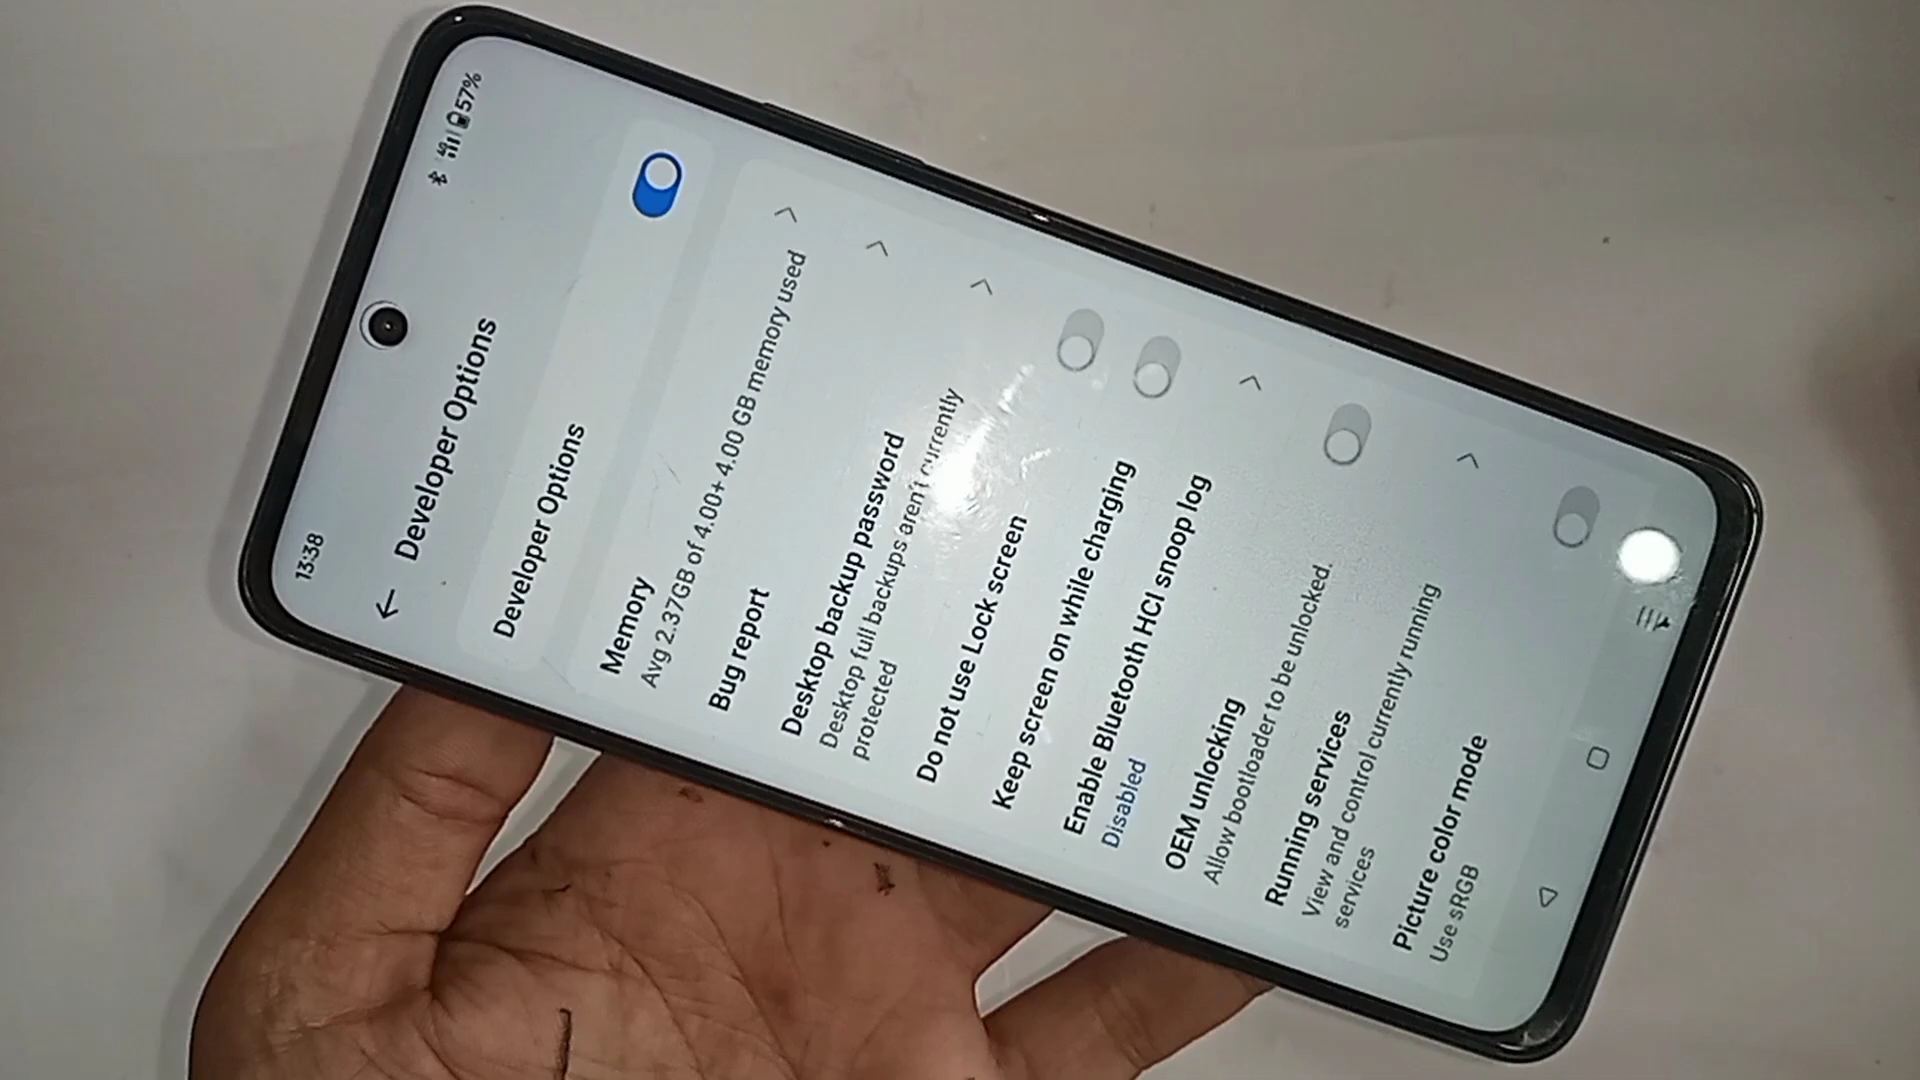 13:38
4G 57%
Developer Options
Developer Options
Memory
Avg 2.37GB of 4.00+ 4.00 GB memory used
Bug report
Desktop backup password
Desktop full backups aren't currently
protected
Do not use Lock screen
Keep screen on while charging
Enable Bluetooth HCI snoop log
Disabled
OEM unlocking
Allow bootloader to be unlocked.
Running services
View and control currently running
services
Picture color mode
Use sRGB